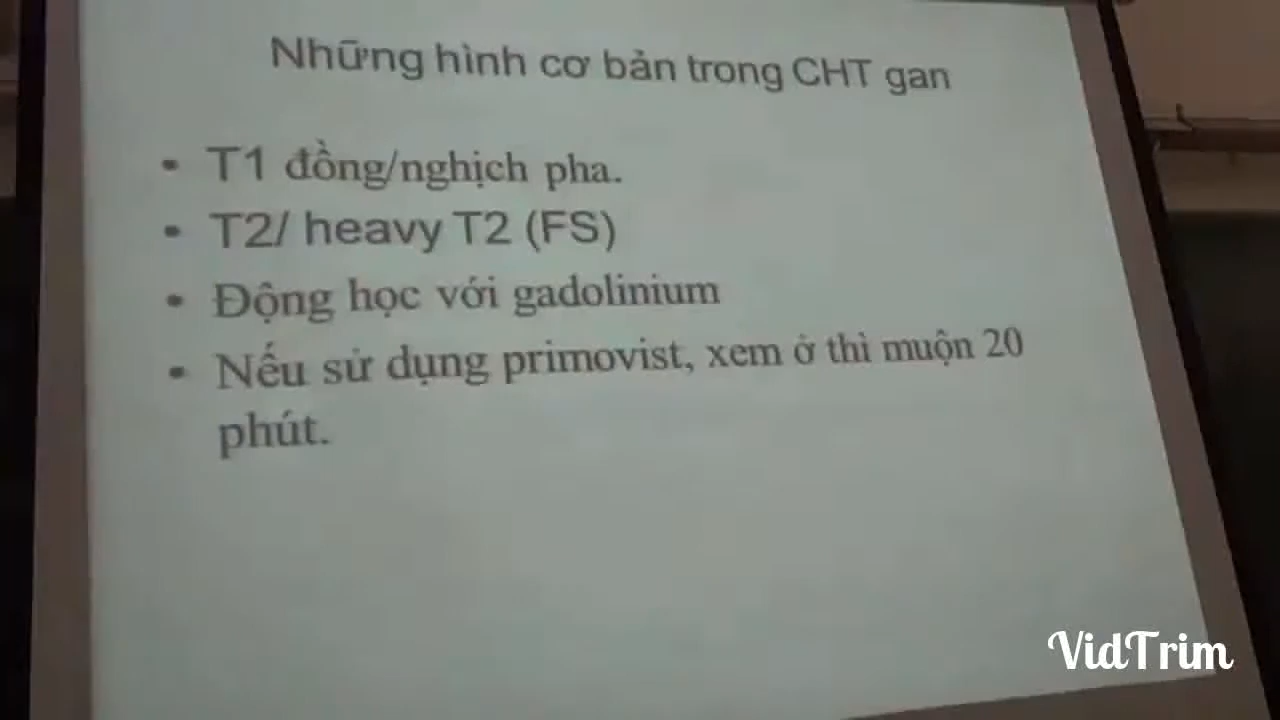 Những hình cơ bản trong CHT gan
• T1 đồng/nghịch pha.
• T2/ heavy T2 (FS)
• Động học với gadolinium
• Nếu sử dụng primovist, xem ở thì muộn 20
phút.
VidTrim